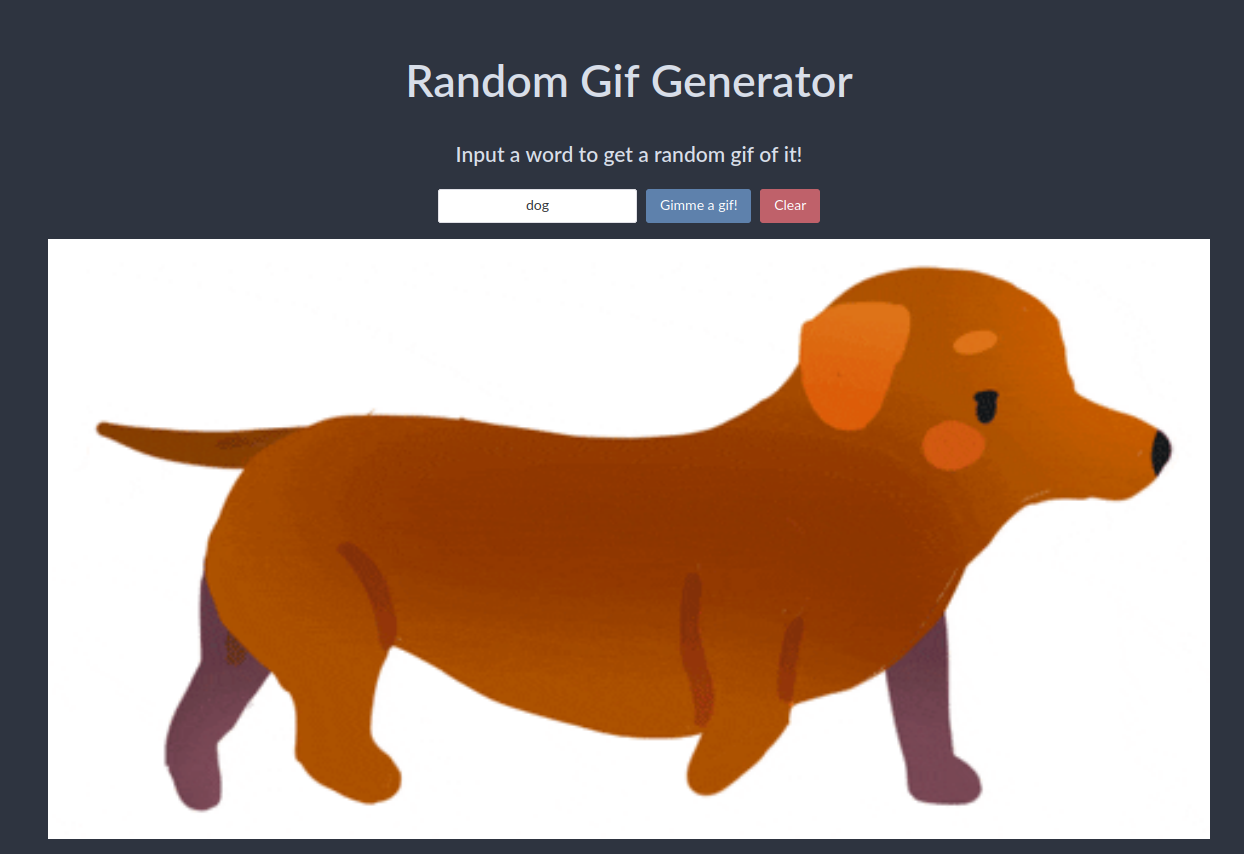 Random Gif Generator
Input a word to get a random gif of it!
dog Gimme a gif! Clear